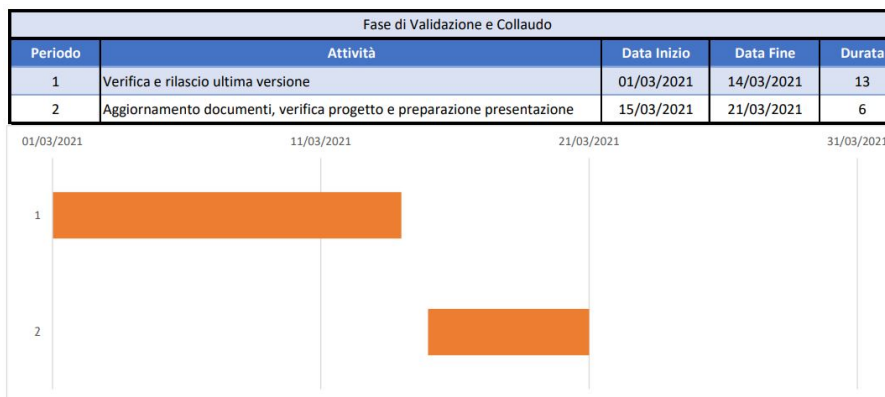 Fase di Validazione e Collaudo
Periodo Attività Data Inizio Data Fine Durata
1 Verifica e rilascio ultima versione 01/03/2021 14/03/2021 13
2 Aggiornamento documenti, verifica progetto e preparazione presentazione 15/03/2021 21/03/2021 6
01/03/2021 11/03/2021 21/03/2021 31/03/2021
1
2